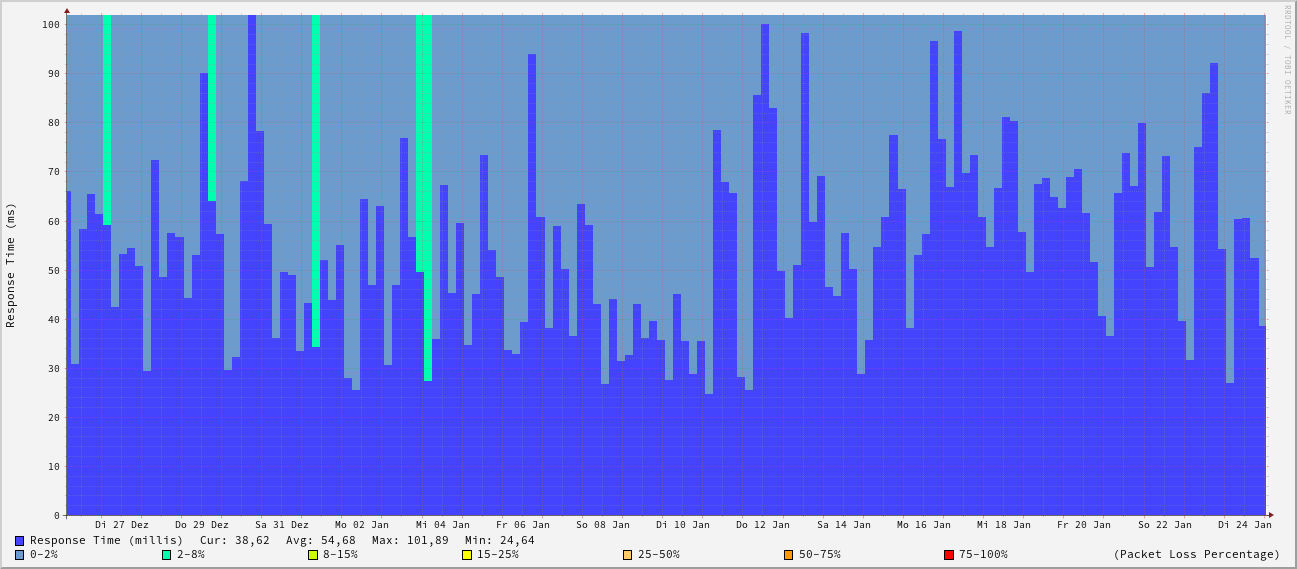 RRDTOOL / TOBI OETIKER
Response Time (ms)
100
90
80
70
60
50
40
30
20
10
0
Di 27 Dez Do 29 Dez Sa 31 Dez Mo 02 Jan Mi 04 Jan Fr 06 Jan So 08 Jan Di 10 Jan Do 12 Jan Sa 14 Jan Mo 16 Jan Mi 18 Jan Fr 20 Jan So 22 Jan Di 24 Jan
Response Time (millis) Cur: 38,62 Avg: 54,68 Max: 101,89 Min: 24,64
0-2% 2-8% 8-15% 15-25% 25-50% 50-75% 75-100% (Packet Loss Percentage)